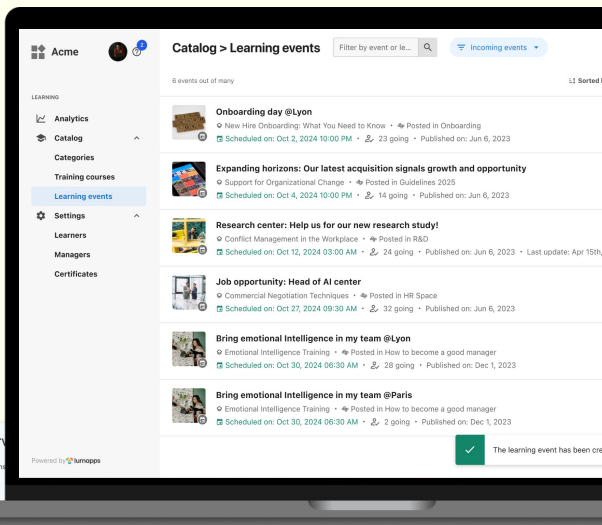 Acme
2
Catalog > Learning events
Filter by event or le...
Incoming events
6 events out of many
Sorted
LEARNING
Analytics
Catalog
Categories
Training courses
Learning events
Settings
Learners
Managers
Certificates
Onboarding day @Lyon
New Hire Onboarding: What You Need to Know • Posted in Onboarding
Scheduled on: Oct 2, 2024 10:00 PM • 23 going • Published on: Jun 6, 2023
Expanding horizons: Our latest acquisition signals growth and opportunity
Support for Organizational Change • Posted in Guidelines 2025
Scheduled on: Oct 4, 2024 10:00 PM • 14 going • Published on: Jun 6, 2023
Research center: Help us for our new research study!
Conflict Management in the Workplace • Posted in R&D
Scheduled on: Oct 12, 2024 03:00 AM • 24 going • Published on: Jun 6, 2023 • Last update: Apr 15th,
Job opportunity: Head of AI center
Commercial Negotiation Techniques • Posted in HR Space
Scheduled on: Oct 27, 2024 09:30 AM • 32 going • Published on: Jun 6, 2023
Bring emotional Intelligence in my team @Lyon
Emotional Intelligence Training • Posted in How to become a good manager
Scheduled on: Oct 30, 2024 06:30 AM • 28 going • Published on: Dec 1, 2023
Bring emotional Intelligence in my team @Paris
Emotional Intelligence Training • Posted in How to become a good manager
Scheduled on: Oct 30, 2024 06:30 AM • 2 going • Published on: Dec 1, 2023
The learning event has been cre
Powered by lumapps